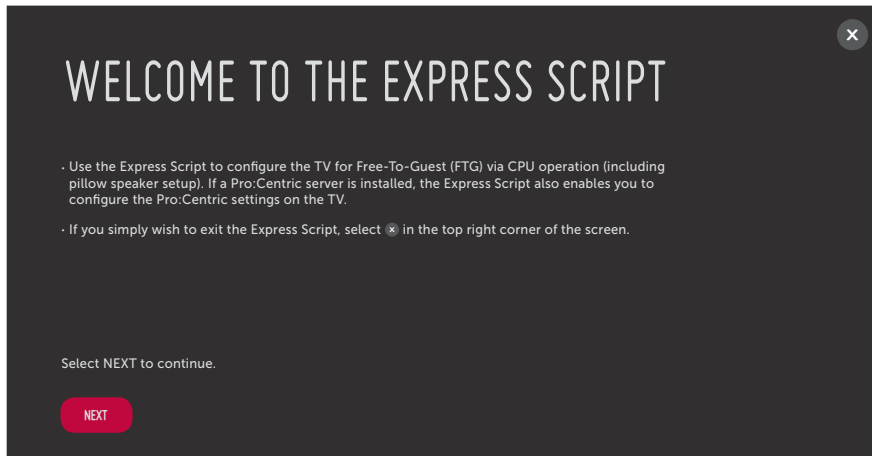 WELCOME TO THE EXPRESS SCRIPT
· Use the Express Script to configure the TV for Free-To-Guest (FTG) via CPU operation (including
pillow speaker setup). If a Pro:Centric server is installed, the Express Script also enables you to
configure the Pro:Centric settings on the TV.
· If you simply wish to exit the Express Script, select x in the top right corner of the screen.
Select NEXT to continue.
NEXT